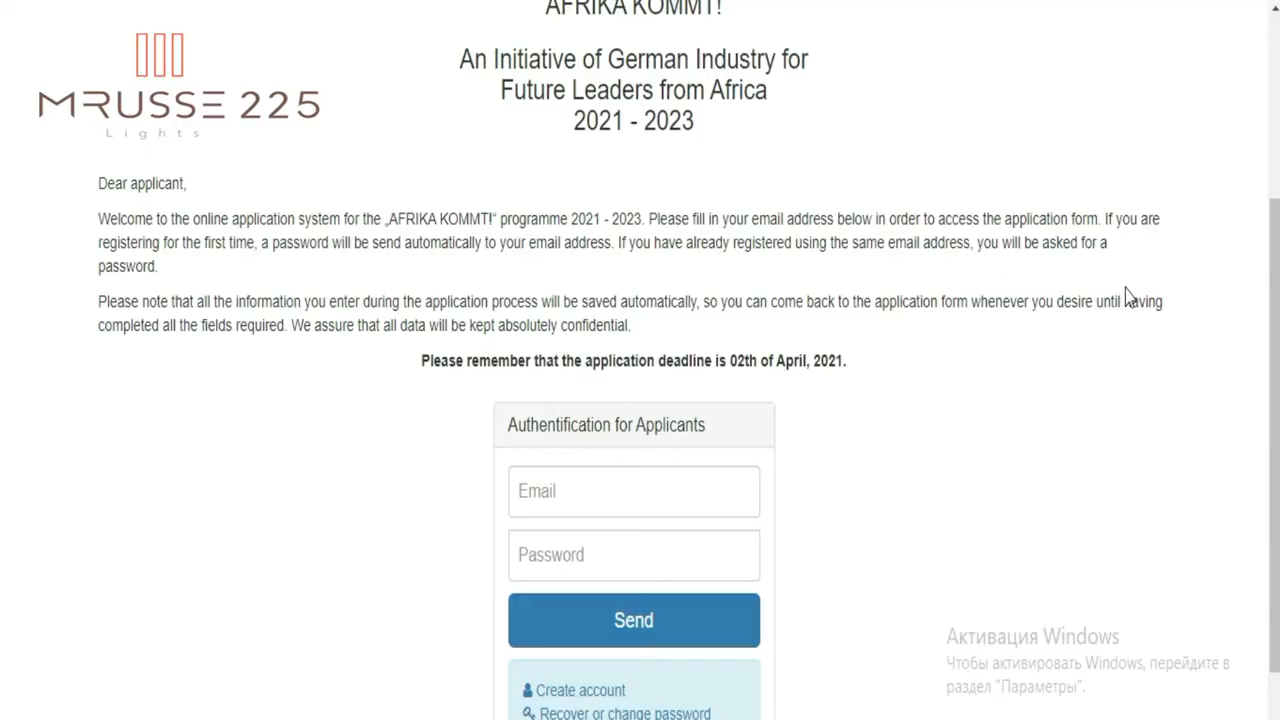 AFRIKA KOMMT!
An Initiative of German Industry for
Future Leaders from Africa
2021 - 2023
MRUSSE 225
Lights
Dear applicant,
Welcome to the online application system for the „AFRIKA KOMMT!“ programme 2021 - 2023. Please fill in your email address below in order to access the application form. If you are
registering for the first time, a password will be send automatically to your email address. If you have already registered using the same email address, you will be asked for a
password.
Please note that all the information you enter during the application process will be saved automatically, so you can come back to the application form whenever you desire until having
completed all the fields required. We assure that all data will be kept absolutely confidential.
Please remember that the application deadline is 02th of April, 2021.
Authentification for Applicants
Email
Password
Send
Create account
Recover or change password
Активация Windows
Чтобы активировать Windows, перейдите в
раздел "Параметры".